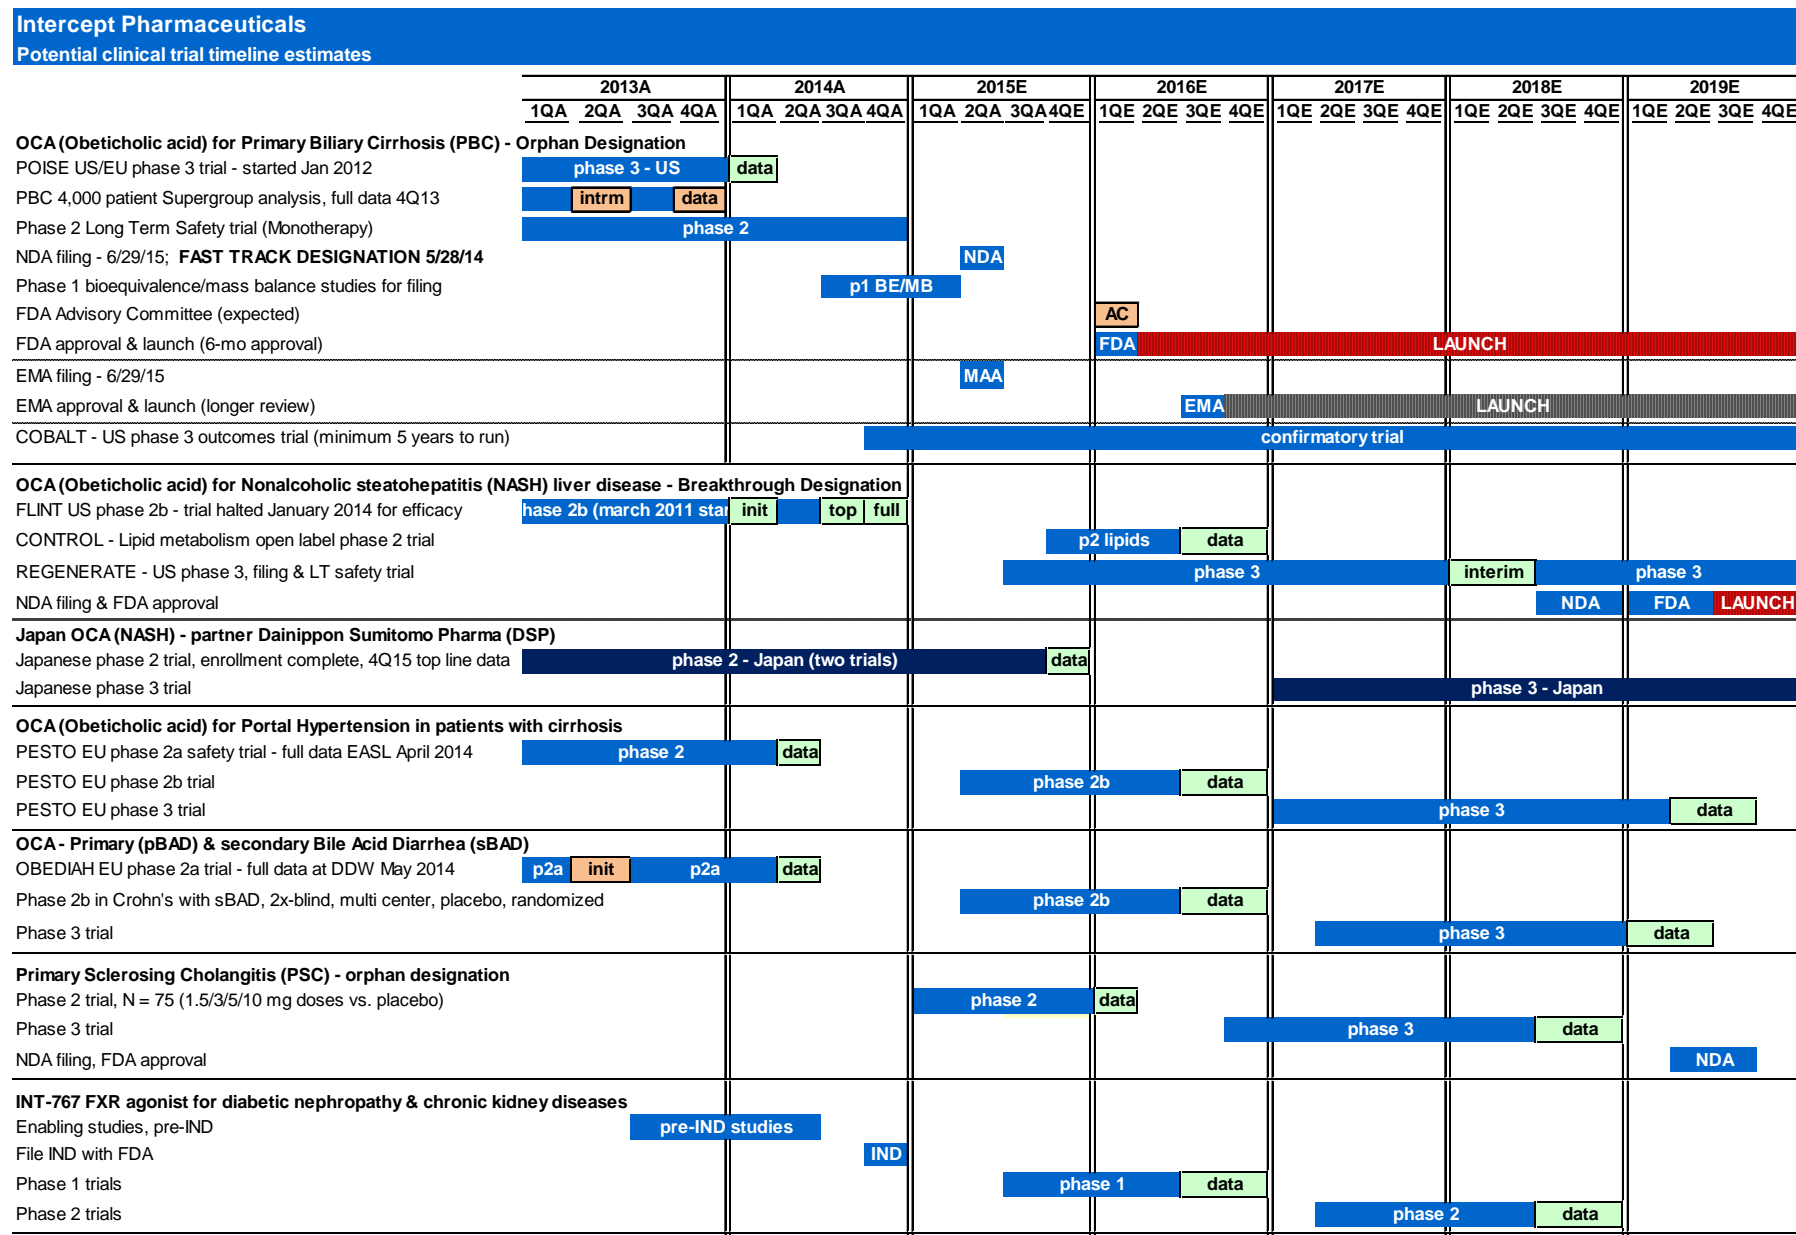 Intercept Pharmaceuticals
Potential clinical trial timeline estimates
2013A 2014A 2015E 2016E 2017E 2018E 2019E
1QA 2QA 3QA 4QA 1QA 2QA 3QA 4QA 1QA 2QA 3QA 4QE 1QE 2QE 3QE 4QE 1QE 2QE 3QE 4QE 1QE 2QE 3QE 4QE 1QE 2QE 3QE 4QE
OCA (Obeticholic acid) for Primary Biliary Cirrhosis (PBC) - Orphan Designation
POISE US/EU phase 3 trial - started Jan 2012 phase 3 - US data
PBC 4,000 patient Supergroup analysis, full data 4Q13 intrm data
Phase 2 Long Term Safety trial (Monotherapy) phase 2
NDA filing - 6/29/15; FAST TRACK DESIGNATION 5/28/14 NDA
Phase 1 bioequivalence/mass balance studies for filing p1 BE/MB
FDA Advisory Committee (expected) AC
FDA approval & launch (6-mo approval) FDA LAUNCH
EMA filing - 6/29/15 MAA
EMA approval & launch (longer review) EMA LAUNCH
COBALT - US phase 3 outcomes trial (minimum 5 years to run) confirmatory trial
OCA (Obeticholic acid) for Nonalcoholic steatohepatitis (NASH) liver disease - Breakthrough Designation
FLINT US phase 2b - trial halted January 2014 for efficacy hase 2b (march 2011 star init top full
CONTROL - Lipid metabolism open label phase 2 trial p2 lipids data
REGENERATE - US phase 3, filing & LT safety trial phase 3 interim phase 3
NDA filing & FDA approval NDA FDA LAUNCH
Japan OCA (NASH) - partner Dainippon Sumitomo Pharma (DSP)
Japanese phase 2 trial, enrollment complete, 4Q15 top line data phase 2 - Japan (two trials) data
Japanese phase 3 trial phase 3 - Japan
OCA (Obeticholic acid) for Portal Hypertension in patients with cirrhosis
PESTO EU phase 2a safety trial - full data EASL April 2014 phase 2 data
PESTO EU phase 2b trial phase 2b data
PESTO EU phase 3 trial phase 3 data
OCA - Primary (pBAD) & secondary Bile Acid Diarrhea (sBAD)
OBEDIAH EU phase 2a trial - full data at DDW May 2014 p2a init p2a data
Phase 2b in Crohn's with sBAD, 2x-blind, multi center, placebo, randomized phase 2b data
Phase 3 trial phase 3 data
Primary Sclerosing Cholangitis (PSC) - orphan designation
Phase 2 trial, N = 75 (1.5/3/5/10 mg doses vs. placebo) phase 2 data
Phase 3 trial phase 3 data
NDA filing, FDA approval NDA
INT-767 FXR agonist for diabetic nephropathy & chronic kidney diseases
Enabling studies, pre-IND pre-IND studies
File IND with FDA IND
Phase 1 trials phase 1 data
Phase 2 trials phase 2 data